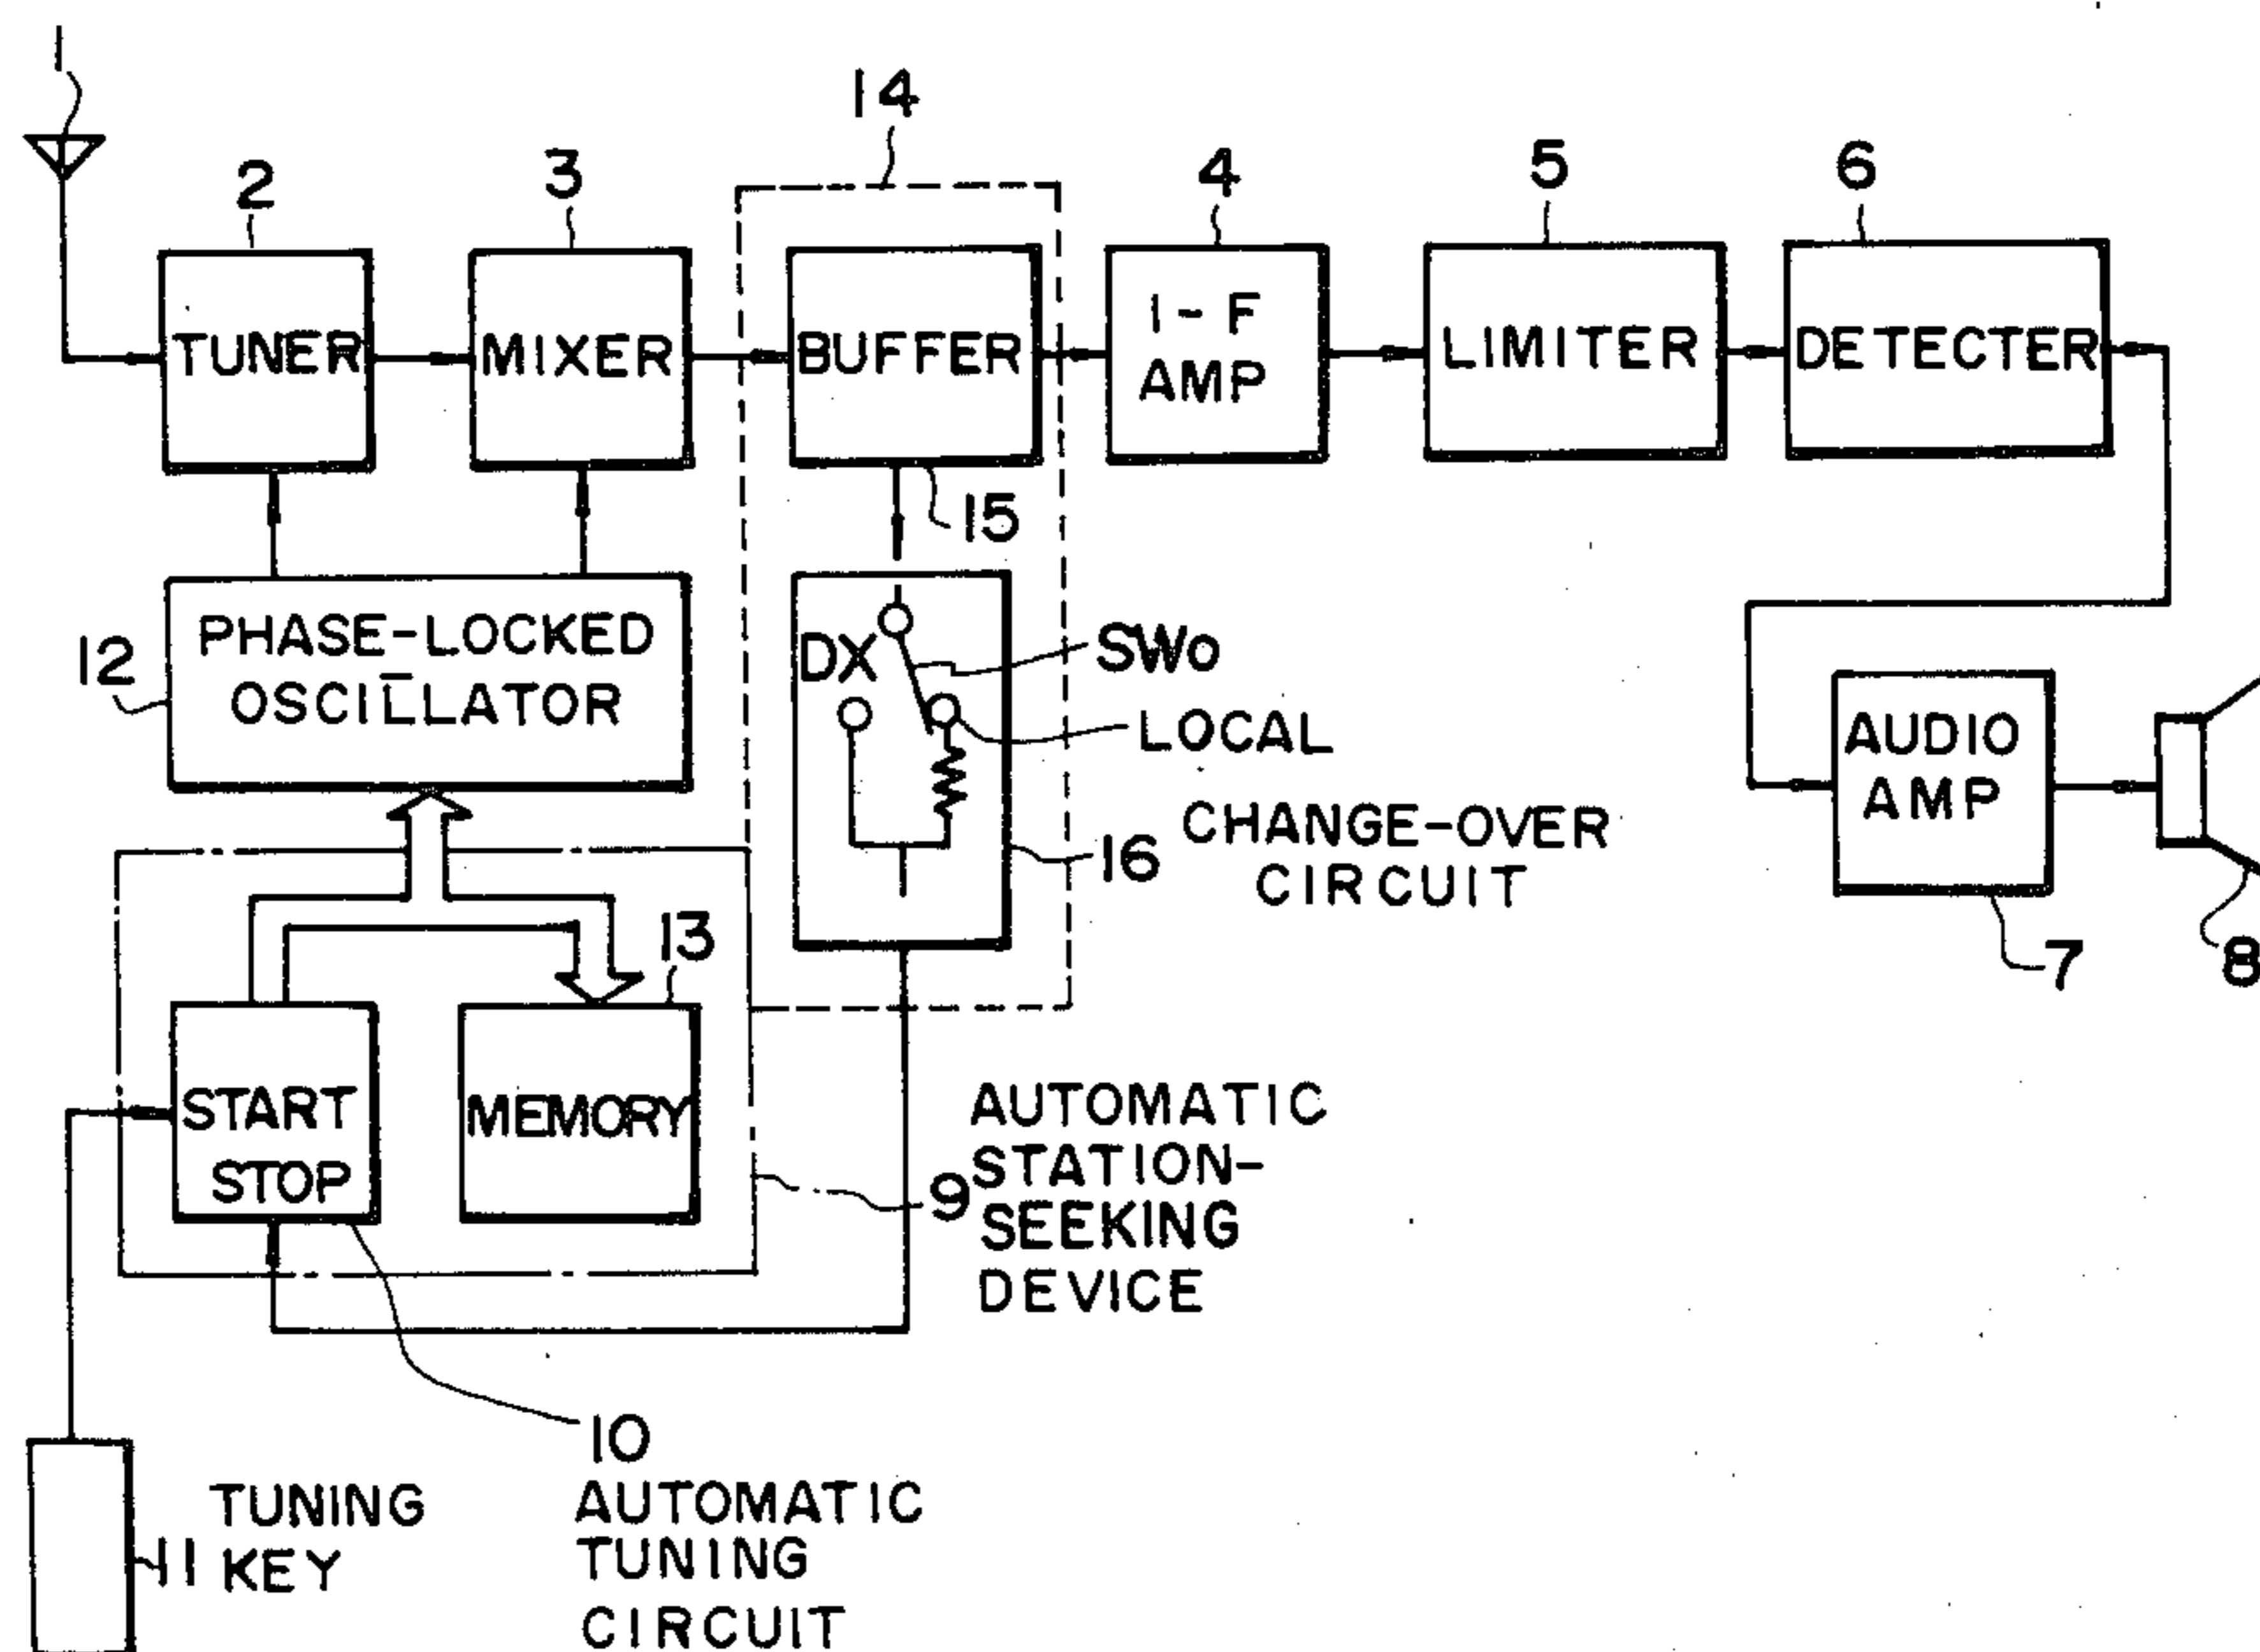 1
14
2
3
4
5
6
TUNER
MIXER
BUFFER
I-F
AMP
LIMITER
DETECTER
15
12
PHASE-LOCKED
OSCILLATOR
DX
SWo
LOCAL
16
CHANGE-OVER
CIRCUIT
AUDIO
AMP
7
8
13
START
STOP
MEMORY
9
AUTOMATIC
STATION-
SEEKING
DEVICE
10
AUTOMATIC
TUNING
CIRCUIT
11
TUNING
KEY